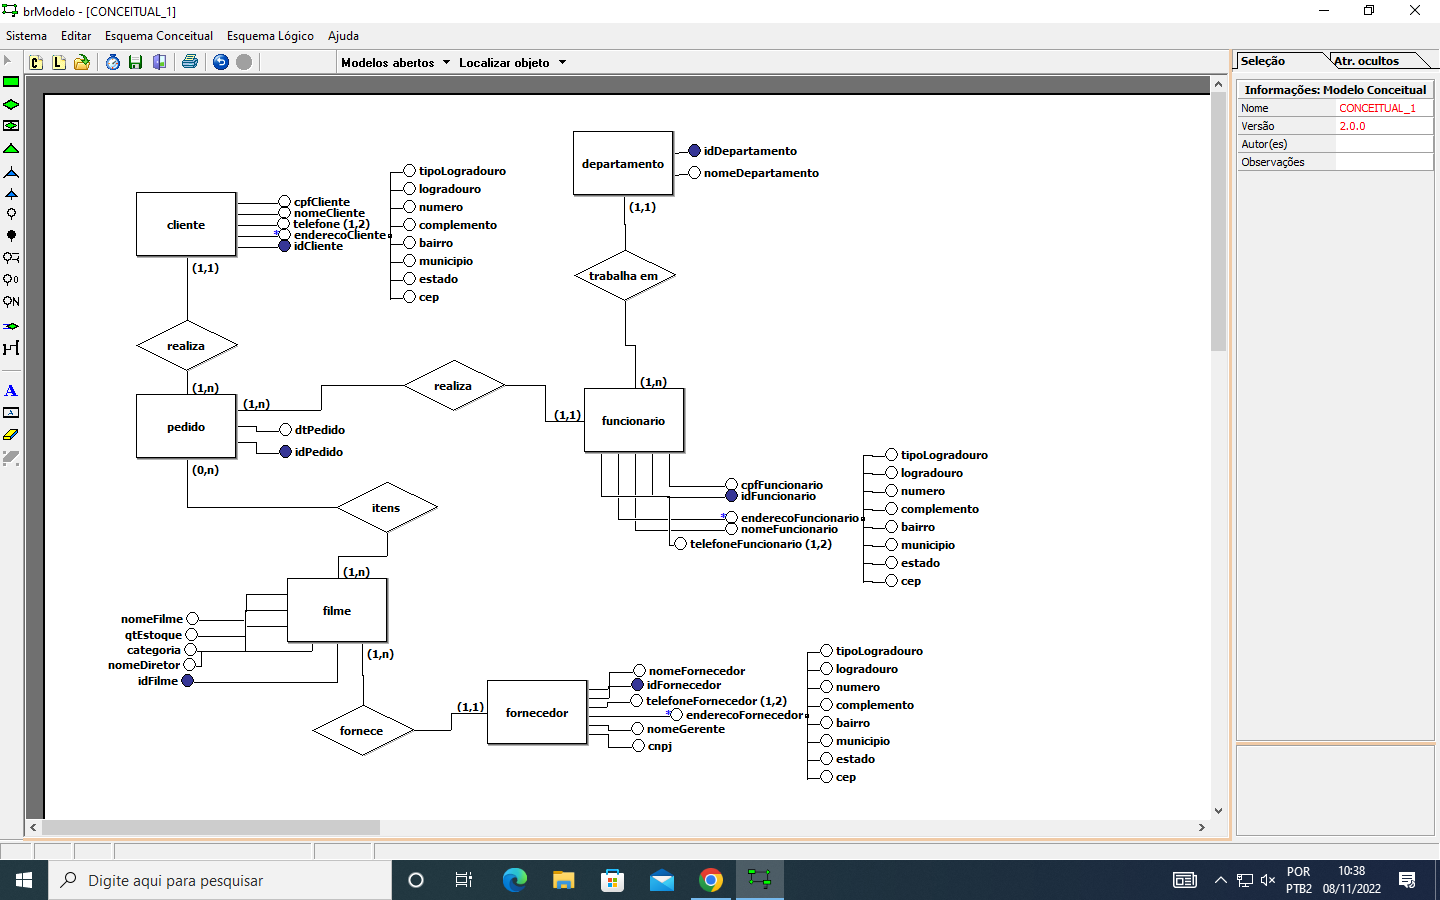 brModelo - [CONCEITUAL_1]
Sistema Editar Esquema Conceitual Esquema Lógico Ajuda
C L Modelos abertos Localizar objeto
Seleção Atr. ocultos
Informações: Modelo Conceitual
Nome CONCEITUAL_1
Versão 2.0.0
Autor(es)
Observações
0
N
A
A
cliente
cpfCliente
nomeCliente
telefone (1,2)
* enderecoCliente
idCliente
tipoLogradouro
logradouro
numero
complemento
bairro
municipio
estado
cep
(1,1)
realiza
(1,n)
departamento
idDepartamento
nomeDepartamento
(1,1)
trabalha em
(1,n)
pedido
(1,n)
dtPedido
idPedido
(0,n)
realiza
(1,1)
funcionario
cpfFuncionario
idFuncionario
* enderecoFuncionario
nomeFuncionario
telefoneFuncionario (1,2)
tipoLogradouro
logradouro
numero
complemento
bairro
municipio
estado
cep
itens
(1,n)
filme
nomeFilme
qtEstoque
categoria
nomeDiretor
idFilme
(1,n)
fornece
(1,1)
fornecedor
nomeFornecedor
idFornecedor
telefoneFornecedor (1,2)
* enderecoFornecedor
nomeGerente
cnpj
tipoLogradouro
logradouro
numero
complemento
bairro
municipio
estado
cep
Digite aqui para pesquisar
POR
PTB2
10:38
08/11/2022